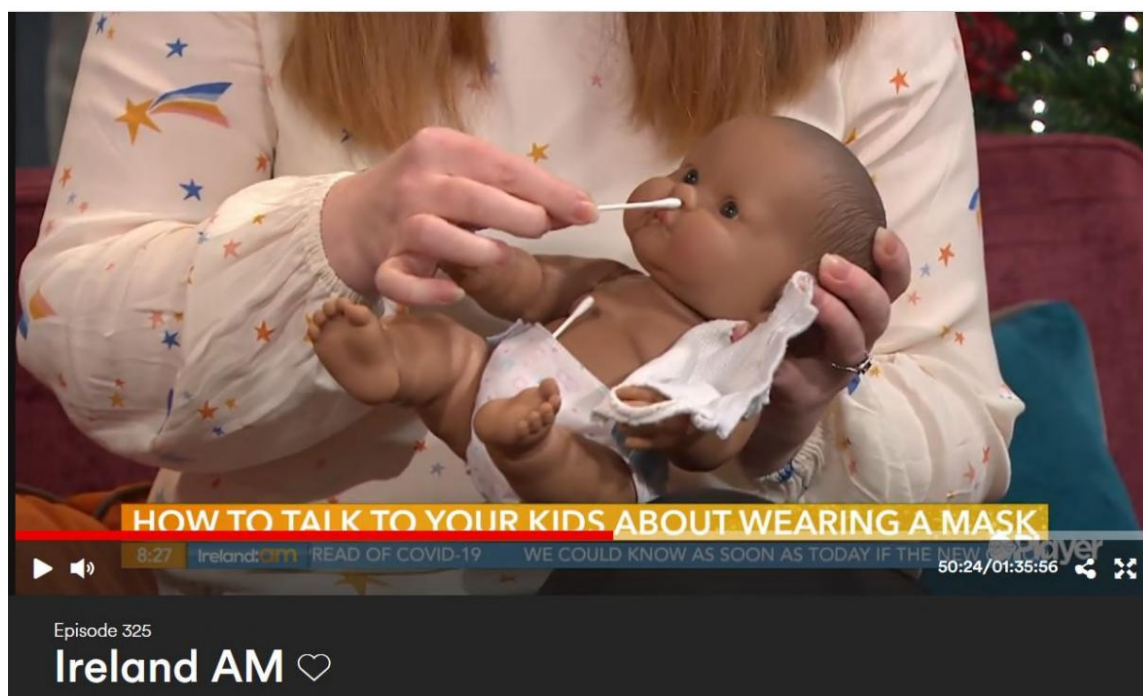 HOW TO TALK TO YOUR KIDS ABOUT WEARING A MASK
8:27 Ireland:am READ OF COVID-19 WE COULD KNOW AS SOON AS TODAY IF THE NEW
Player
50:24/01:35:56
Episode 325
Ireland AM